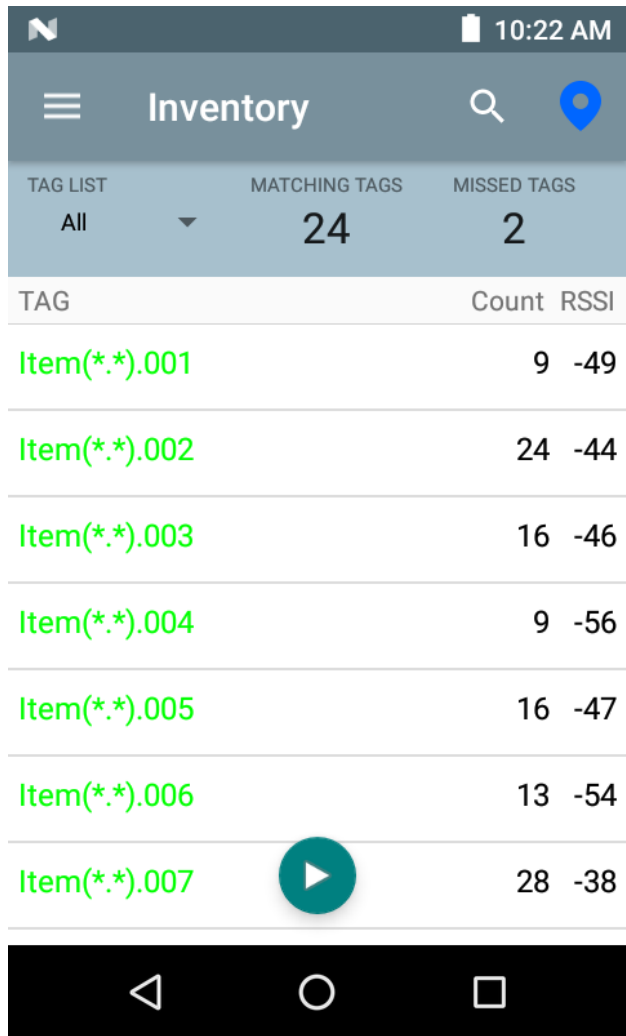 10:22 AM
Inventory
TAG LIST MATCHING TAGS MISSED TAGS
All 24 2
TAG Count RSSI
Item(*.*).001 9 -49
Item(*.*).002 24 -44
Item(*.*).003 16 -46
Item(*.*).004 9 -56
Item(*.*).005 16 -47
Item(*.*).006 13 -54
Item(*.*).007 28 -38